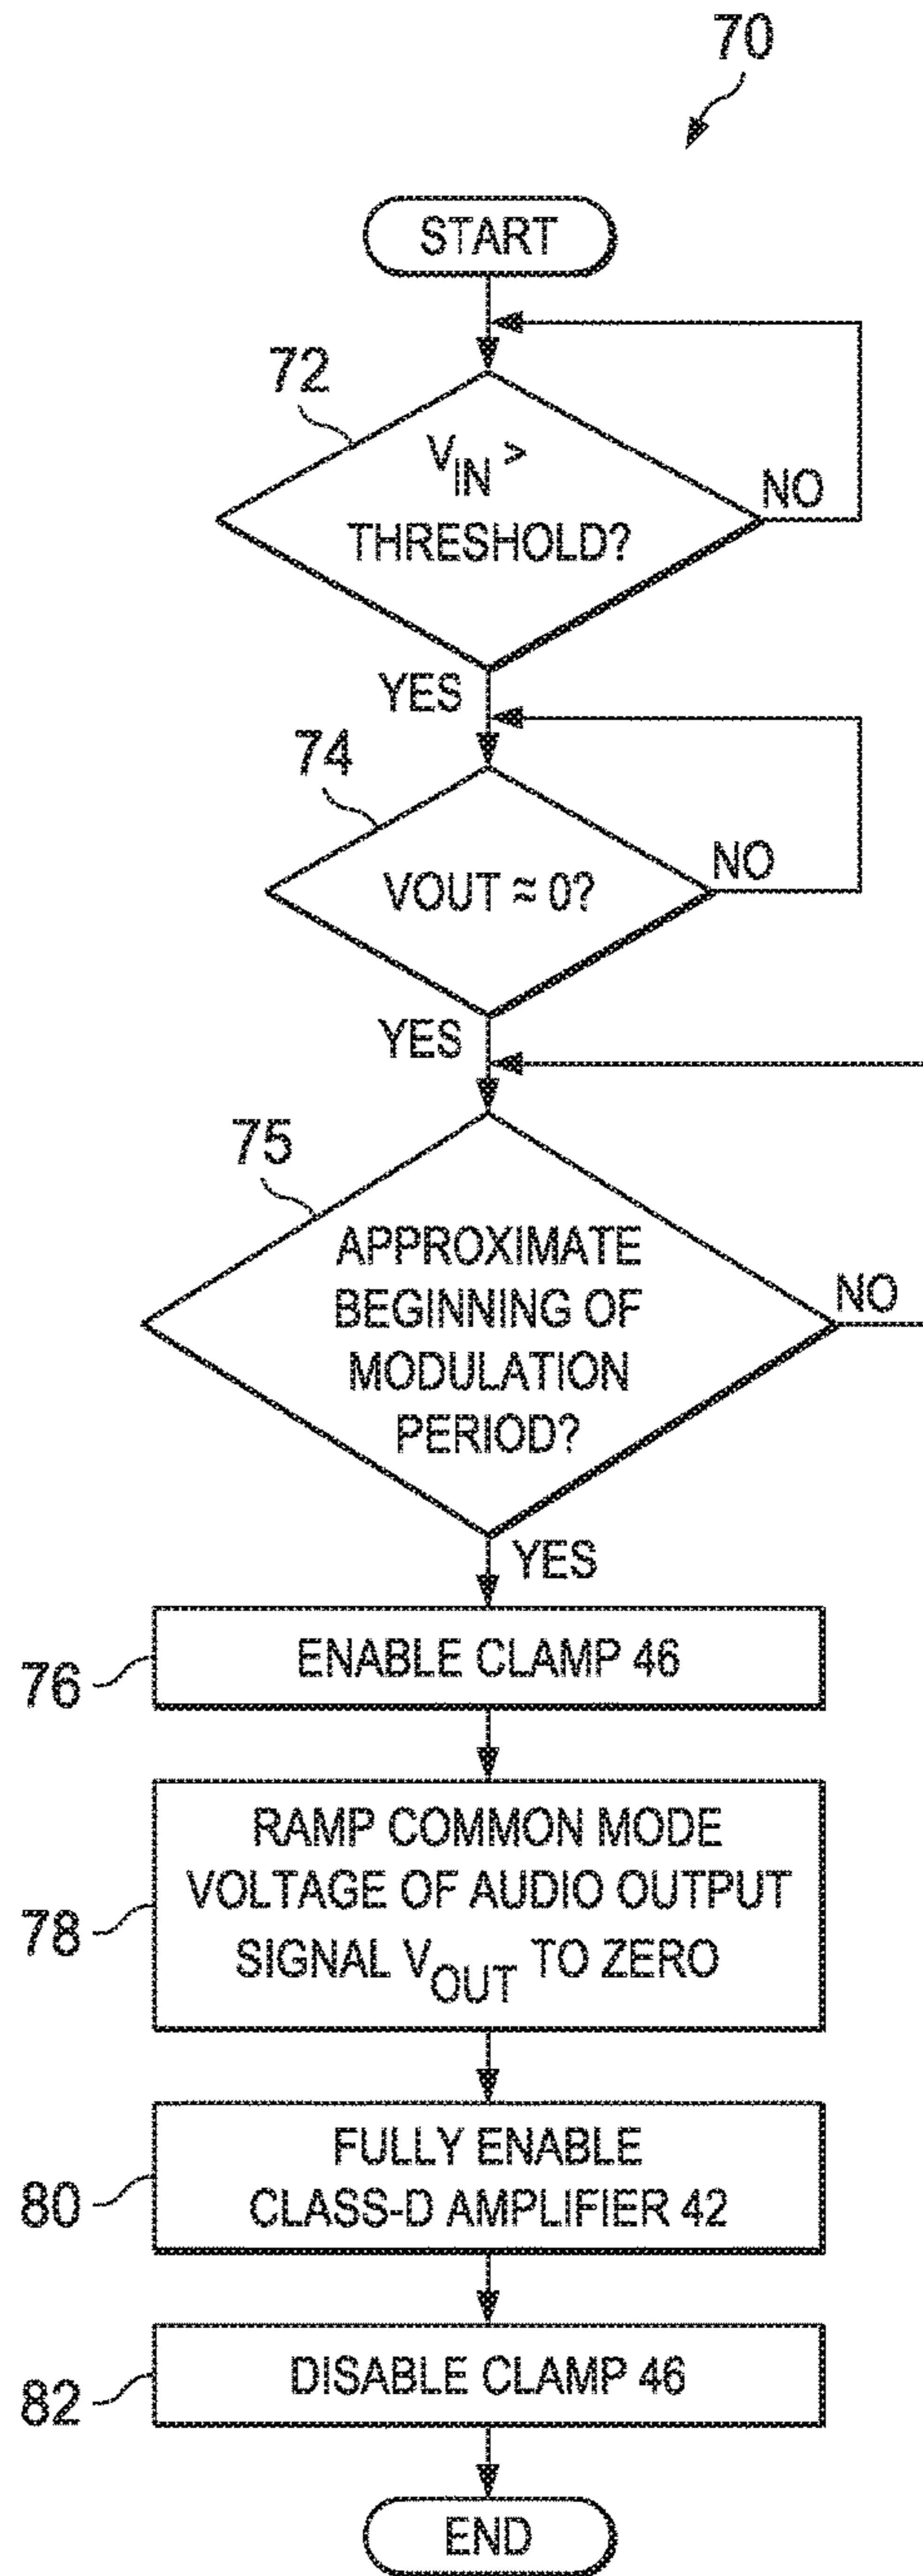 70
START
72
V_IN >
THRESHOLD?
NO
YES
74
VOUT ≈ 0?
NO
YES
75
APPROXIMATE
BEGINNING OF
MODULATION
PERIOD?
NO
YES
76
ENABLE CLAMP 46
78
RAMP COMMON MODE
VOLTAGE OF AUDIO OUTPUT
SIGNAL V_OUT TO ZERO
80
FULLY ENABLE
CLASS-D AMPLIFIER 42
82
DISABLE CLAMP 46
END